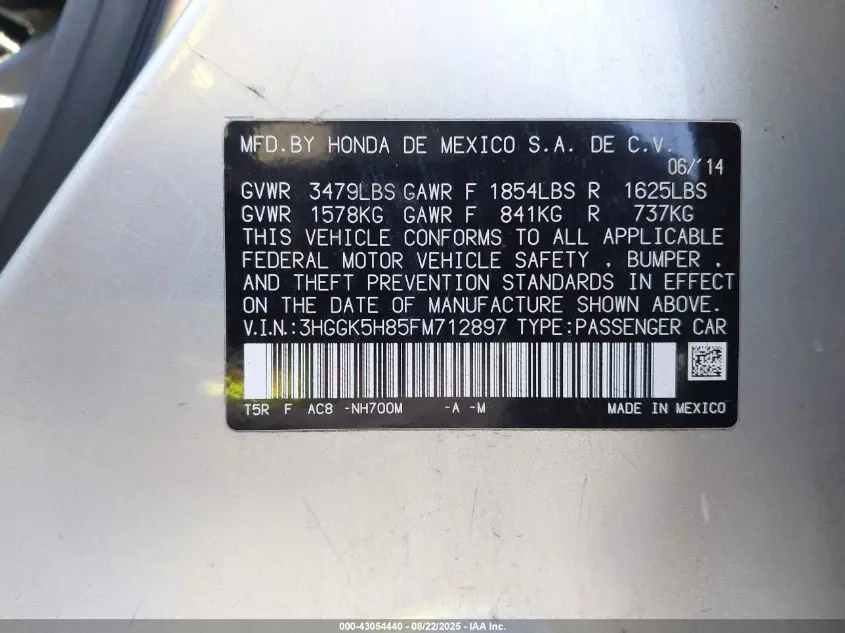 MFD.BY HONDA DE MEXICO S.A. DE C.V.
06/'14
GVWR 3479LBS GAWR F 1854LBS R 1625LBS
GVWR 1578KG GAWR F 841KG R 737KG
THIS VEHICLE CONFORMS TO ALL APPLICABLE
FEDERAL MOTOR VEHICLE SAFETY , BUMPER ,
AND THEFT PREVENTION STANDARDS IN EFFECT
ON THE DATE OF MANUFACTURE SHOWN ABOVE.
V.I.N.:3HGGK5H85FM712897 TYPE:PASSENGER CAR
T5R F AC8 -NH700M -A -M MADE IN MEXICO
000-43054440 - 08/22/2025 - IAA Inc.